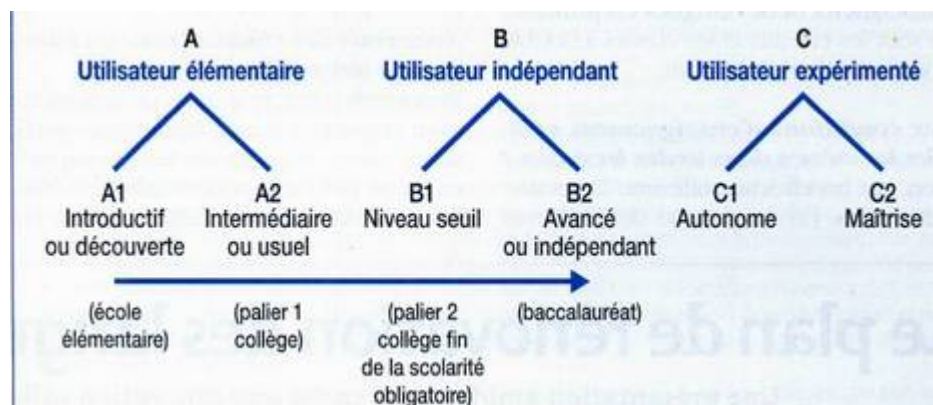 A
Utilisateur élémentaire
B
Utilisateur indépendant
C
Utilisateur expérimenté
A1
Introductif
ou découverte
A2
Intermédiaire
ou usuel
B1
Niveau seuil
B2
Avancé
ou indépendant
C1
Autonome
C2
Maîtrise
(école
élémentaire)
(palier 1
collège)
(palier 2
collège fin
de la scolarité
obligatoire)
(baccalauréat)